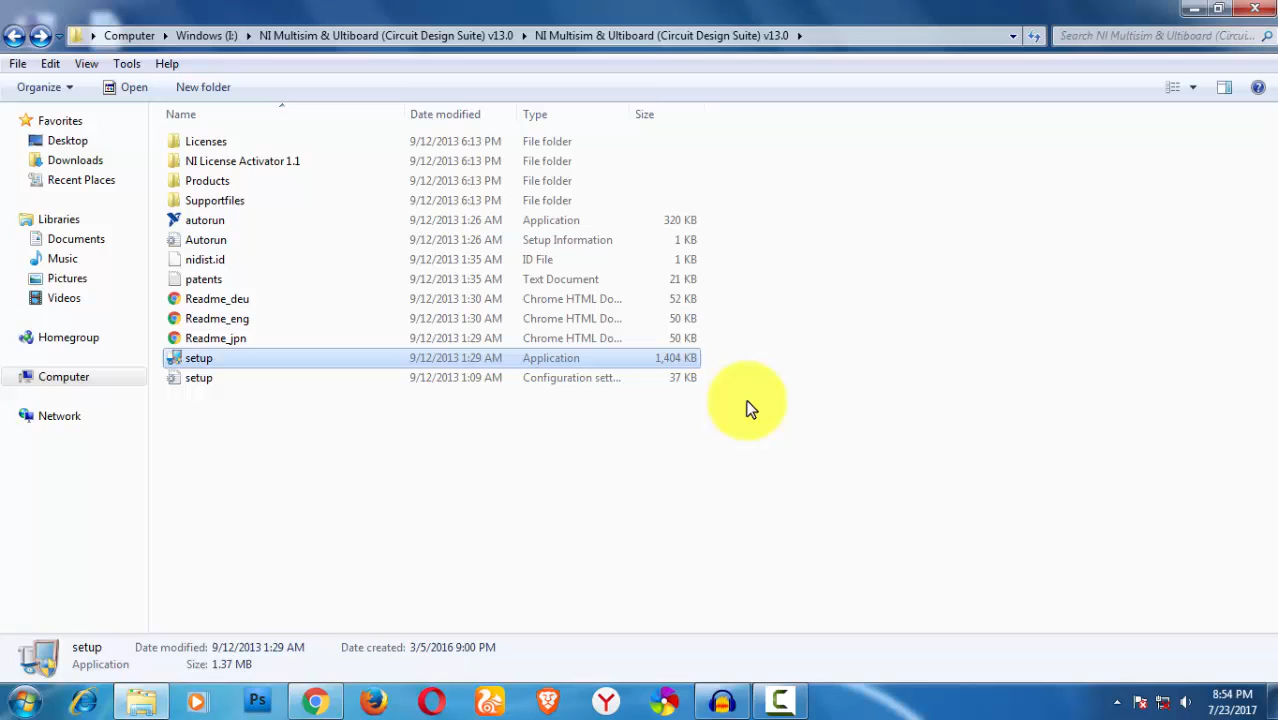 Computer ▸ Windows (I:) ▸ NI Multisim & Ultiboard (Circuit Design Suite) v13.0 ▸ NI Multisim & Ultiboard (Circuit Design Suite) v13.0 ▸
Search NI Multisim & Ultiboard (Circui...
File Edit View Tools Help
Organize Open New folder
Name Date modified Type Size
Favorites
Desktop
Downloads
Recent Places
Libraries
Documents
Music
Pictures
Videos
Homegroup
Computer
Network
Licenses 9/12/2013 6:13 PM File folder
NI License Activator 1.1 9/12/2013 6:13 PM File folder
Products 9/12/2013 6:13 PM File folder
Supportfiles 9/12/2013 6:13 PM File folder
autorun 9/12/2013 1:26 AM Application 320 KB
Autorun 9/12/2013 1:26 AM Setup Information 1 KB
nidist.id 9/12/2013 1:35 AM ID File 1 KB
patents 9/12/2013 1:35 AM Text Document 21 KB
Readme_deu 9/12/2013 1:30 AM Chrome HTML Do... 52 KB
Readme_eng 9/12/2013 1:30 AM Chrome HTML Do... 50 KB
Readme_jpn 9/12/2013 1:29 AM Chrome HTML Do... 50 KB
setup 9/12/2013 1:29 AM Application 1,404 KB
setup 9/12/2013 1:09 AM Configuration sett... 37 KB
setup Date modified: 9/12/2013 1:29 AM Date created: 3/5/2016 9:00 PM
Application Size: 1.37 MB
Ps
8:54 PM
7/23/2017